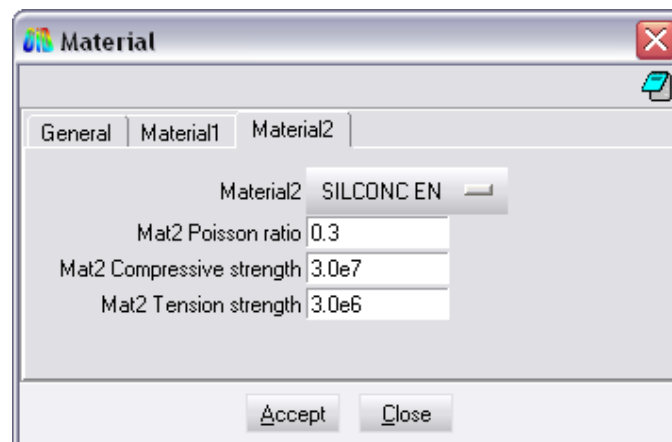 Material
General Material1 Material2
Material2 SILCONC EN
Mat2 Poisson ratio 0.3
Mat2 Compressive strength 3.0e7
Mat2 Tension strength 3.0e6
Accept Close